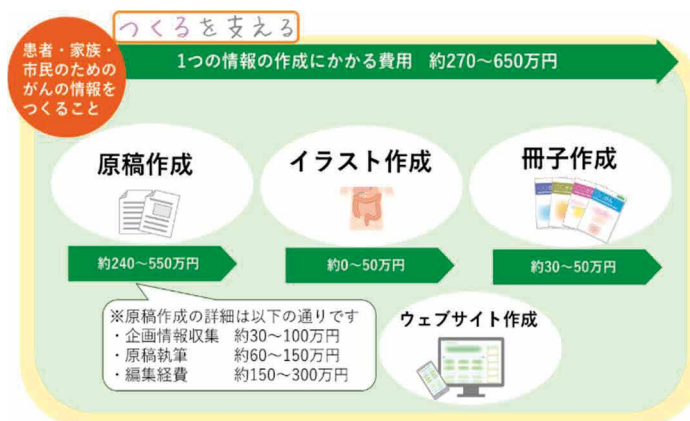 つくるを支える
患者・家族・
市民のための
がんの情報を
つくること
1つの情報の作成にかかる費用 約270～650万円
原稿作成
イラスト作成
冊子作成
約240～550万円
約0～50万円
約30～50万円
※原稿作成の詳細は以下の通りです
・企画情報収集 約30～100万円
・原稿執筆 約60～150万円
・編集経費 約150～300万円
ウェブサイト作成